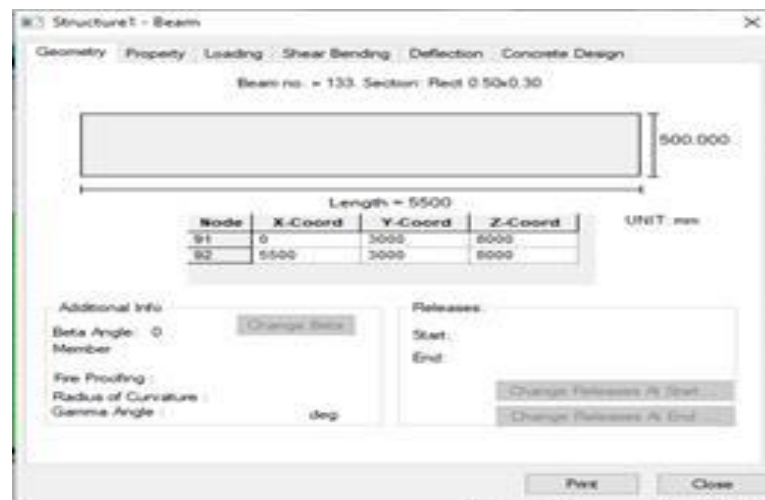 Structure1 - Beam
Geometry Property Loading Shear Bending Deflection Concrete Design
Beam no. = 133. Section: Rect 0.50x0.30
500.000
Length = 5500
UNIT: mm
Node X-Coord Y-Coord Z-Coord
91 0 3000 8000
92 5500 3000 8000
Additional Info
Beta Angle: 0
Change Beta
Member
Fire Proofing :
Radius of Curvature :
Gamma Angle : deg
Releases:
Start:
End:
Change Releases At Start ...
Change Releases At End ...
Print Close